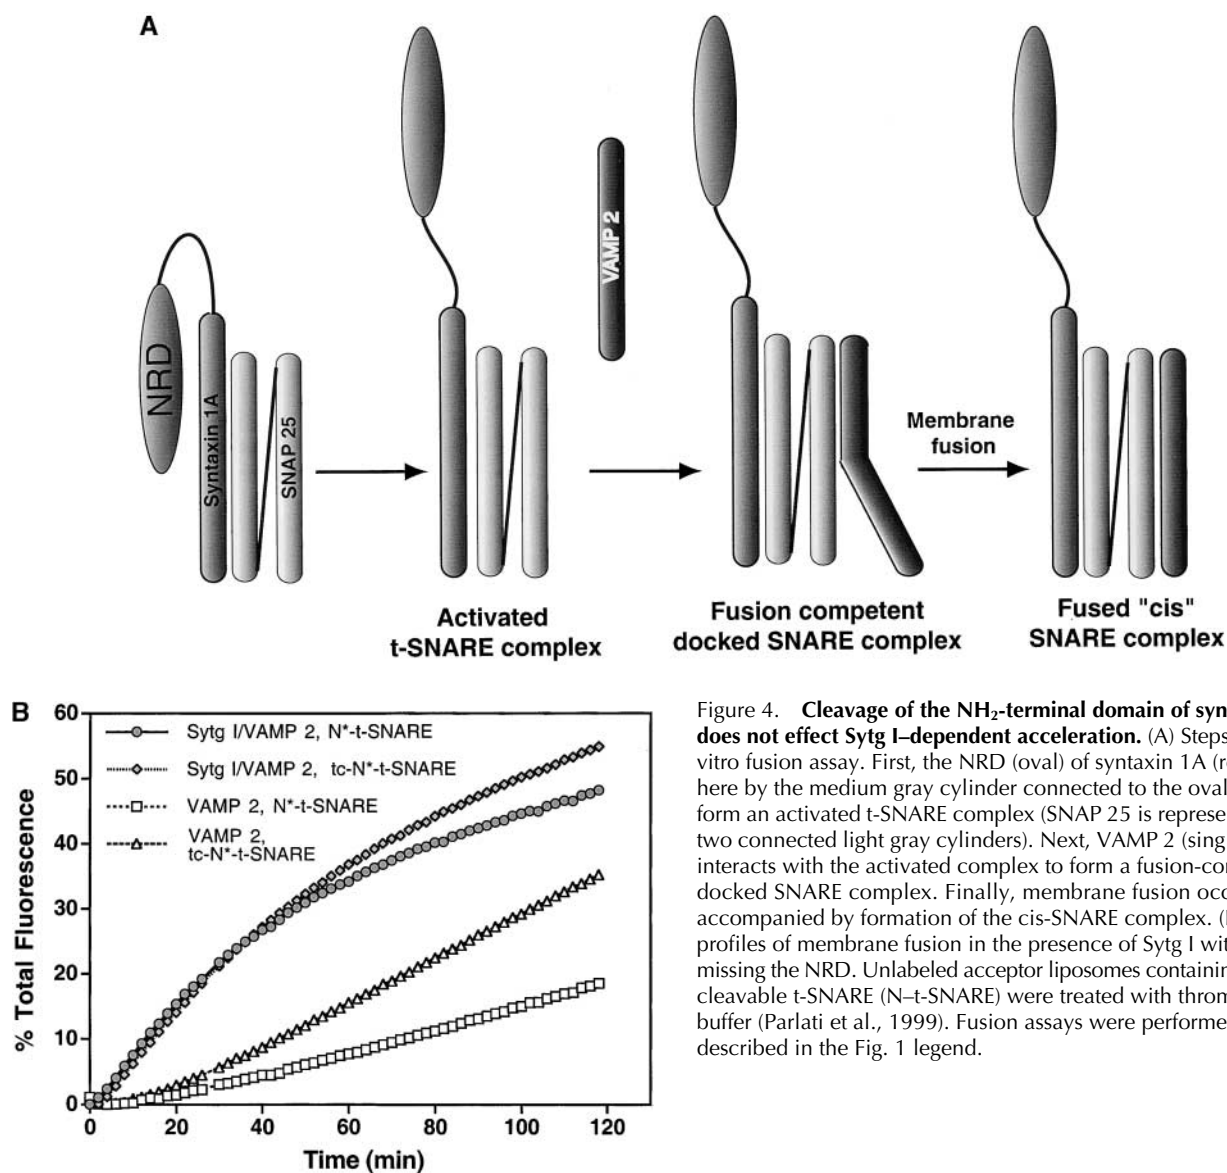 A
NRD
Syntaxin 1A
SNAP 25
VAMP 2
Membrane
fusion
Activated
t-SNARE complex
Fusion competent
docked SNARE complex
Fused "cis"
SNARE complex
B
60
50
40
30
20
10
0
% Total Fluorescence
Sytg I/VAMP 2, N*-t-SNARE
Sytg I/VAMP 2, tc-N*-t-SNARE
VAMP 2, N*-t-SNARE
VAMP 2,
tc-N*-t-SNARE
0 20 40 60 80 100 120
Time (min)
Figure 4. Cleavage of the NH₂-terminal domain of syn
does not effect Sytg I–dependent acceleration. (A) Steps
vitro fusion assay. First, the NRD (oval) of syntaxin 1A (r
here by the medium gray cylinder connected to the oval
form an activated t-SNARE complex (SNAP 25 is represe
two connected light gray cylinders). Next, VAMP 2 (sing
interacts with the activated complex to form a fusion-con
docked SNARE complex. Finally, membrane fusion occ
accompanied by formation of the cis-SNARE complex. (
profiles of membrane fusion in the presence of Sytg I wit
missing the NRD. Unlabeled acceptor liposomes containin
cleavable t-SNARE (N–t-SNARE) were treated with throm
buffer (Parlati et al., 1999). Fusion assays were performe
described in the Fig. 1 legend.